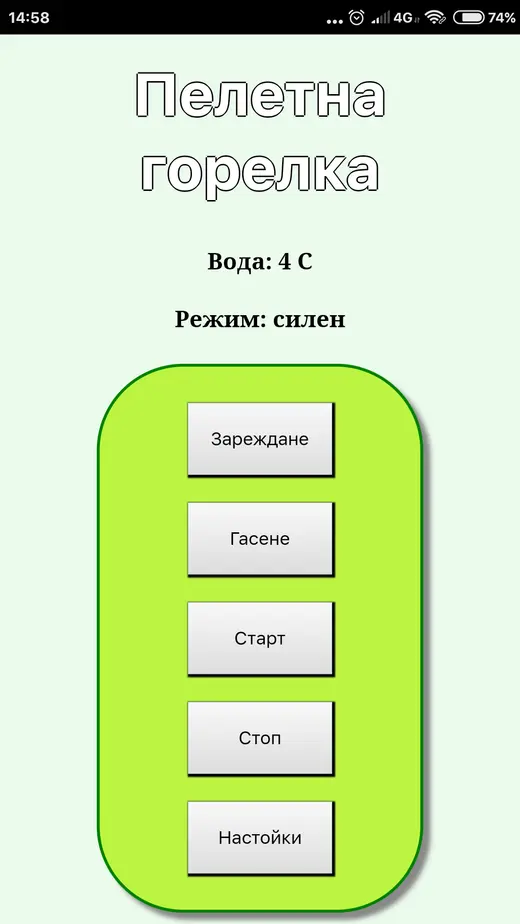 14:58 ... 4G 74%
Пелетна
горелка
Вода: 4 C
Режим: силен
Зареждане
Гасене
Старт
Стоп
Настойки